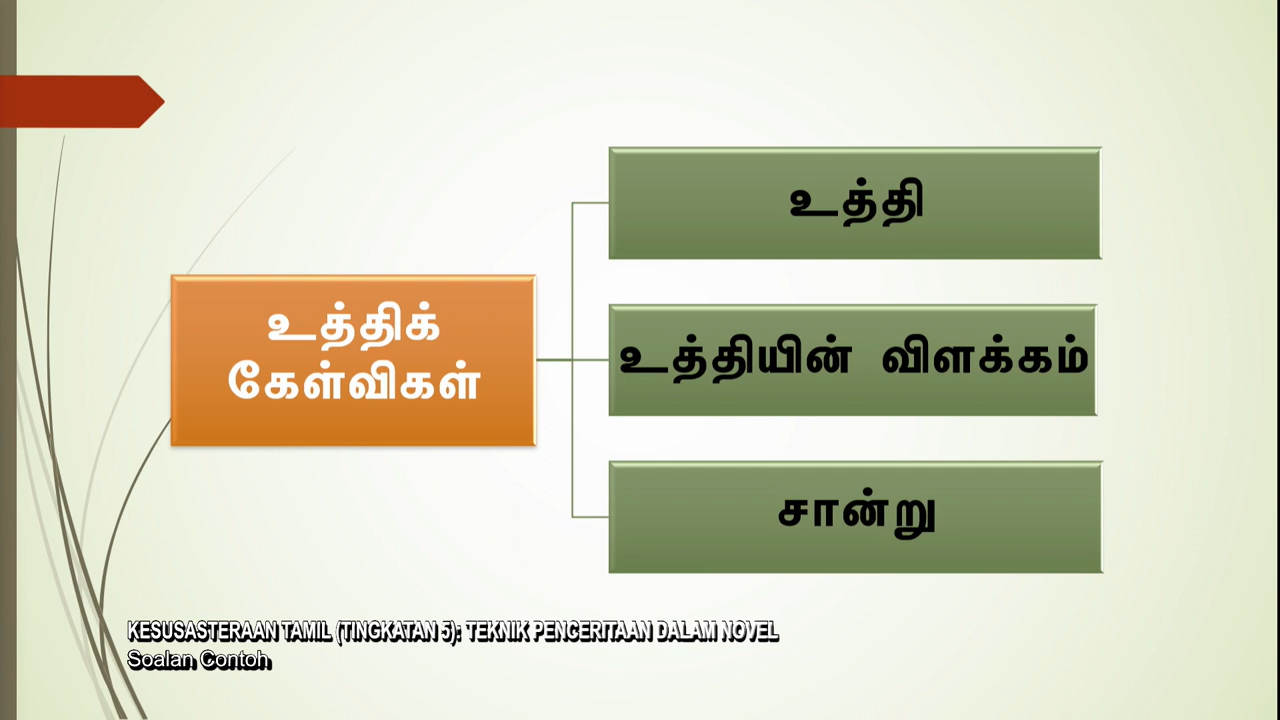 உத்திக்
கேள்விகள்
உத்தி
உத்தியின் விளக்கம்
சான்று
KESUSASTERAAN TAMIL (TINGKATAN 5): TEKNIK PENCERITAAN DALAM NOVEL
Soalan Contoh